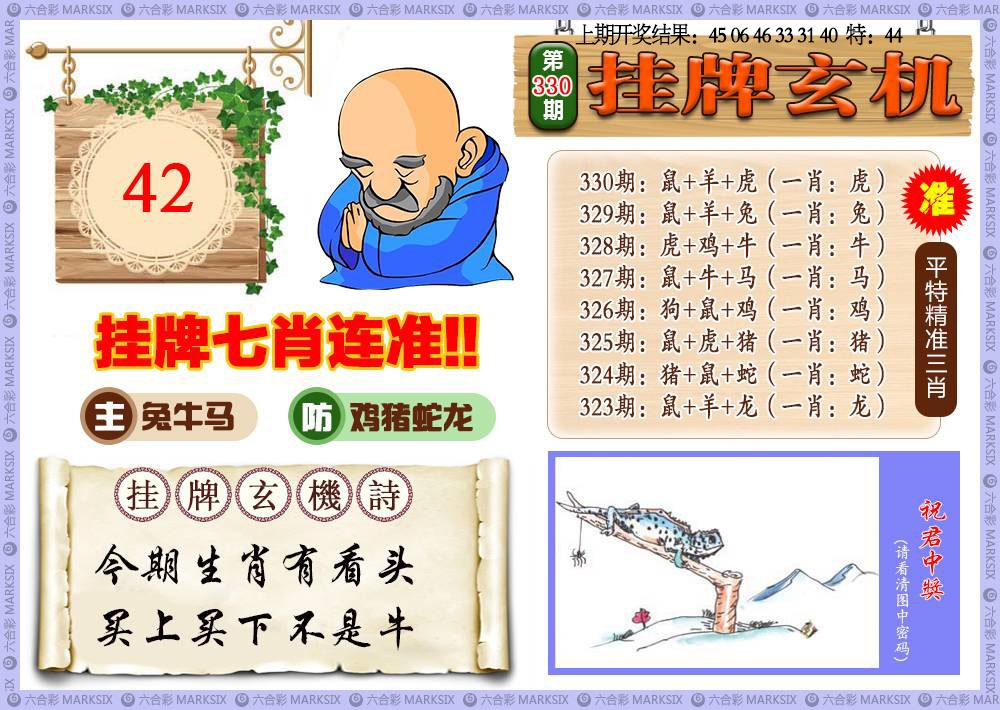 六合彩 MARKSIX
上期开奖结果：45 06 46 33 31 40 特：44
第
330
期
挂牌玄机
42
挂牌七肖连准!!
主 兔牛马
防 鸡猪蛇龙
挂牌玄機詩
今期生肖有看头
买上买下不是牛
330期：鼠+羊+虎（一肖：虎）
329期：鼠+羊+兔（一肖：兔）
328期：虎+鸡+牛（一肖：牛）
327期：鼠+牛+马（一肖：马）
326期：狗+鼠+鸡（一肖：鸡）
325期：鼠+虎+猪（一肖：猪）
324期：猪+鼠+蛇（一肖：蛇）
323期：鼠+羊+龙（一肖：龙）
准
平特精准三肖
祝君中獎
（请看清图中密码）